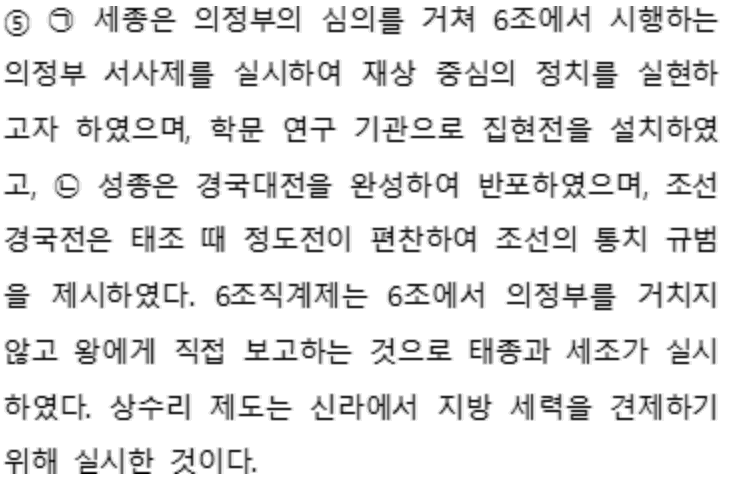 ⑤ ㉠ 세종은 의정부의 심의를 거쳐 6조에서 시행하는
의정부 서사제를 실시하여 재상 중심의 정치를 실현하
고자 하였으며, 학문 연구 기관으로 집현전을 설치하였
고, ㉡ 성종은 경국대전을 완성하여 반포하였으며, 조선
경국전은 태조 때 정도전이 편찬하여 조선의 통치 규범
을 제시하였다. 6조직계제는 6조에서 의정부를 거치지
않고 왕에게 직접 보고하는 것으로 태종과 세조가 실시
하였다. 상수리 제도는 신라에서 지방 세력을 견제하기
위해 실시한 것이다.